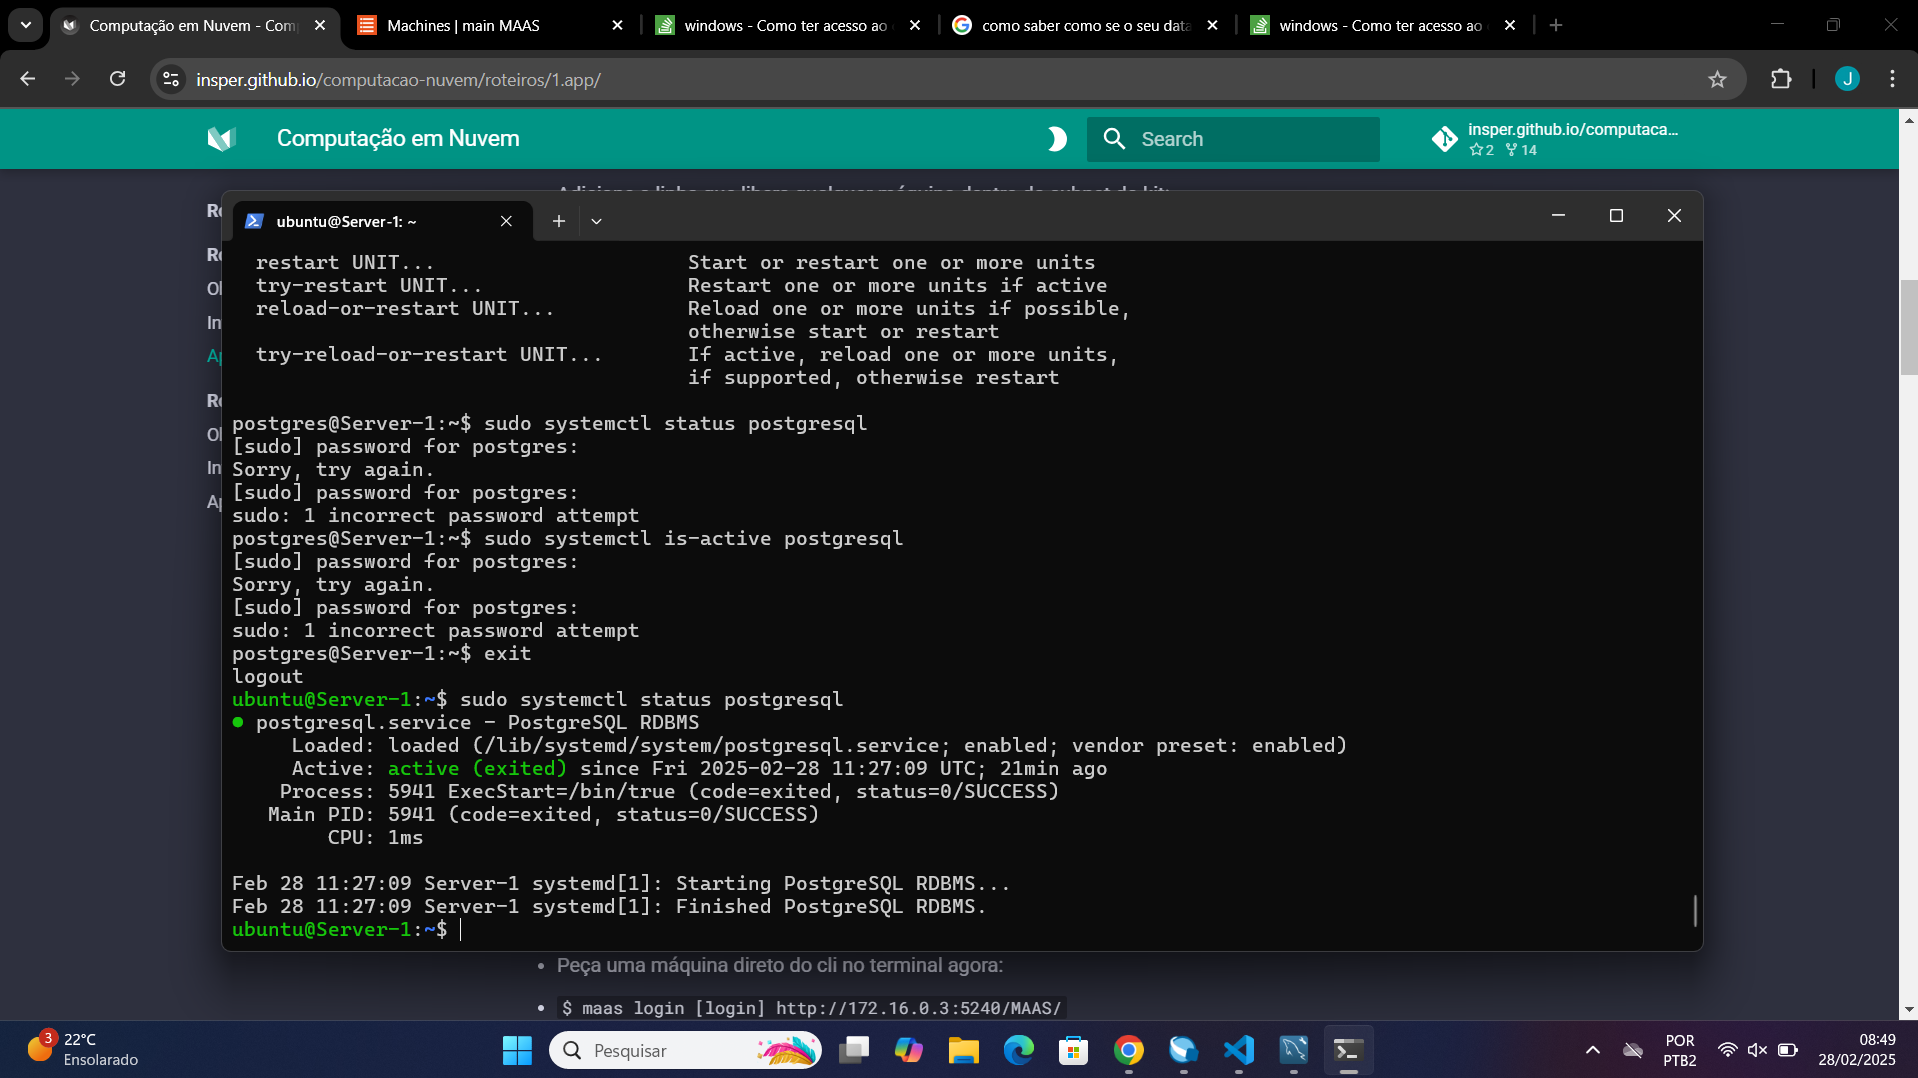 Computação em Nuvem - Com
Machines | main MAAS
windows - Como ter acesso ao
como saber como se o seu data
windows - Como ter acesso ao
insper.github.io/computacao-nuvem/roteiros/1.app/
J
Computação em Nuvem
Search
insper.github.io/computaca...
2 14
ubuntu@Server-1: ~
restart UNIT... Start or restart one or more units
try-restart UNIT... Restart one or more units if active
reload-or-restart UNIT... Reload one or more units if possible,
otherwise start or restart
try-reload-or-restart UNIT... If active, reload one or more units,
if supported, otherwise restart
postgres@Server-1:~$ sudo systemctl status postgresql
[sudo] password for postgres:
Sorry, try again.
[sudo] password for postgres:
sudo: 1 incorrect password attempt
postgres@Server-1:~$ sudo systemctl is-active postgresql
[sudo] password for postgres:
Sorry, try again.
[sudo] password for postgres:
sudo: 1 incorrect password attempt
postgres@Server-1:~$ exit
logout
ubuntu@Server-1:~$ sudo systemctl status postgresql
● postgresql.service - PostgreSQL RDBMS
Loaded: loaded (/lib/systemd/system/postgresql.service; enabled; vendor preset: enabled)
Active: active (exited) since Fri 2025-02-28 11:27:09 UTC; 21min ago
Process: 5941 ExecStart=/bin/true (code=exited, status=0/SUCCESS)
Main PID: 5941 (code=exited, status=0/SUCCESS)
CPU: 1ms
Feb 28 11:27:09 Server-1 systemd[1]: Starting PostgreSQL RDBMS...
Feb 28 11:27:09 Server-1 systemd[1]: Finished PostgreSQL RDBMS.
ubuntu@Server-1:~$
• Peça uma máquina direto do cli no terminal agora:
• $ maas login [login] http://172.16.0.3:5240/MAAS/
3
22°C
Ensolarado
Pesquisar
POR
PTB2
08:49
28/02/2025